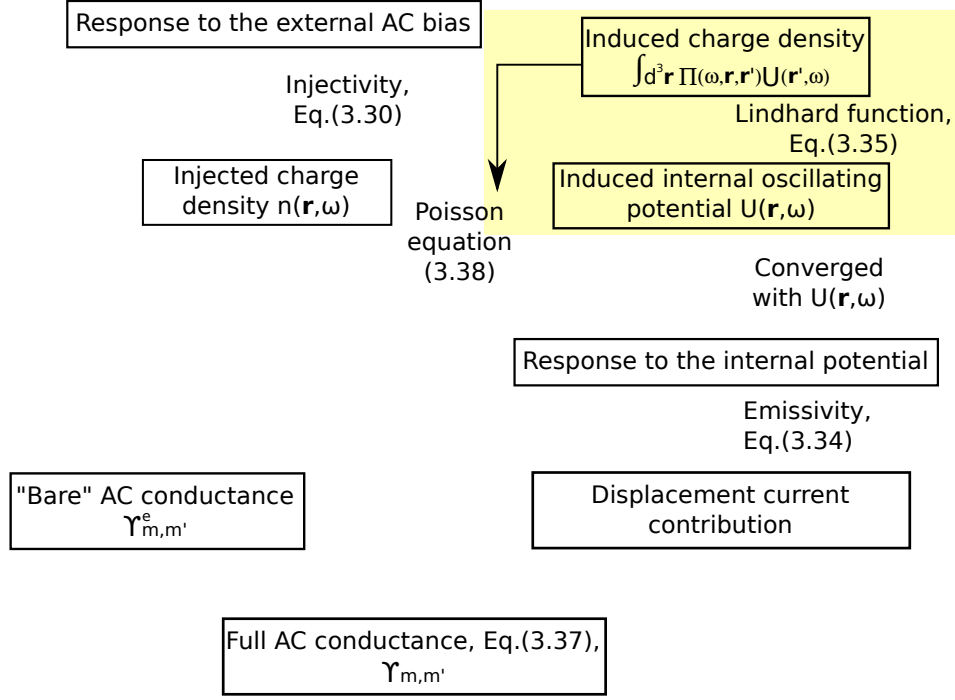 Response to the external AC bias
Induced charge density
∫d³r Π(ω,r,r')U(r',ω)
Injectivity,
Eq.(3.30)
Lindhard function,
Eq.(3.35)
Injected charge
density n(r,ω)
Induced internal oscillating
potential U(r,ω)
Poisson
equation
(3.38)
Converged
with U(r,ω)
Response to the internal potential
Emissivity,
Eq.(3.34)
"Bare" AC conductance
ϒᵉm,m'
Displacement current
contribution
Full AC conductance, Eq.(3.37),
ϒm,m'